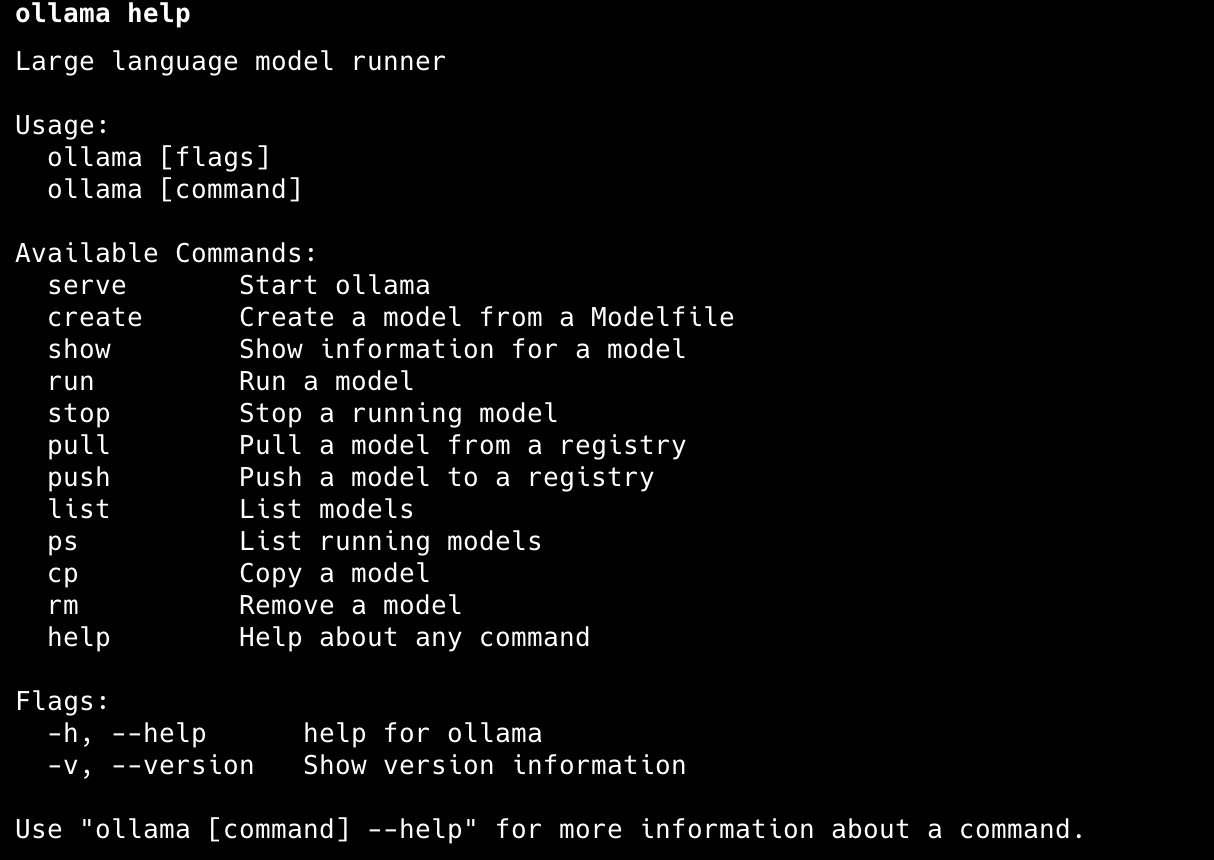 ollama help
Large language model runner
Usage:
ollama [flags]
ollama [command]
Available Commands:
serve Start ollama
create Create a model from a Modelfile
show Show information for a model
run Run a model
stop Stop a running model
pull Pull a model from a registry
push Push a model to a registry
list List models
ps List running models
cp Copy a model
rm Remove a model
help Help about any command
Flags:
-h, --help help for ollama
-v, --version Show version information
Use "ollama [command] --help" for more information about a command.